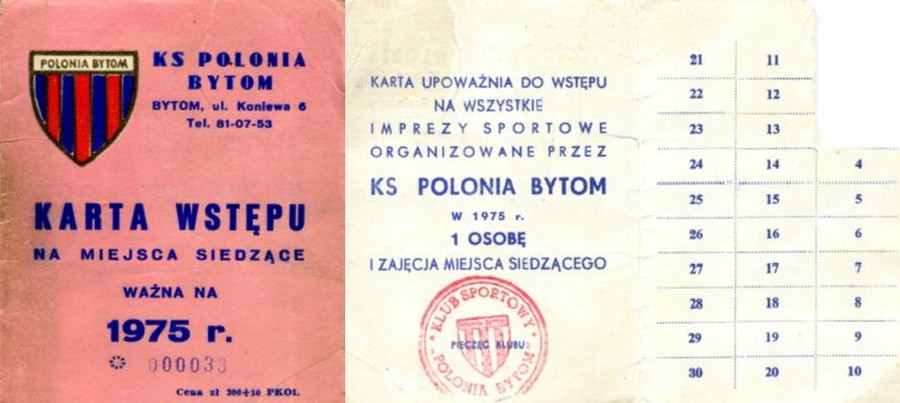 POLONIA BYTOM
KS POLONIA
BYTOM
BYTOM, ul. Koniewa 6
Tel. 81-07-53
KARTA WSTĘPU
NA MIEJSCA SIEDZĄCE
WAŻNA NA
1975 r.
* 000033
Cena zł 300+10 PKOL
KARTA UPOWAŻNIA DO WSTĘPU
NA WSZYSTKIE
IMPREZY SPORTOWE
ORGANIZOWANE PRZEZ
KS POLONIA BYTOM
W 1975 r.
1 OSOBĘ
I ZAJĘCJA MIEJSCA SIEDZĄCEGO
KLUB SPORTOWY
POLONIA BYTOM
PIECZĘĆ KLUBU
POLONIA BYTOM
21 11
22 12
23 13
24 14 4
25 15 5
26 16 6
27 17 7
28 18 8
29 19 9
30 20 10